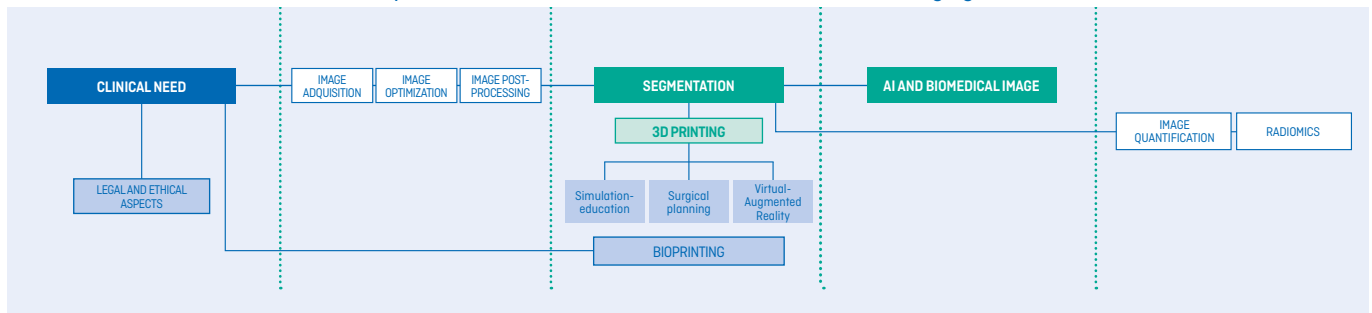 CLINICAL NEED
IMAGE
ADQUISITION
IMAGE
OPTIMIZATION
IMAGE POST-
PROCESSING
SEGMENTATION
AI AND BIOMEDICAL IMAGE
3D PRINTING
IMAGE
QUANTIFICATION
RADIOMICS
LEGAL AND ETHICAL
ASPECTS
Simulation-
education
Surgical
planning
Virtual-
Augmented
Reality
BIOPRINTING